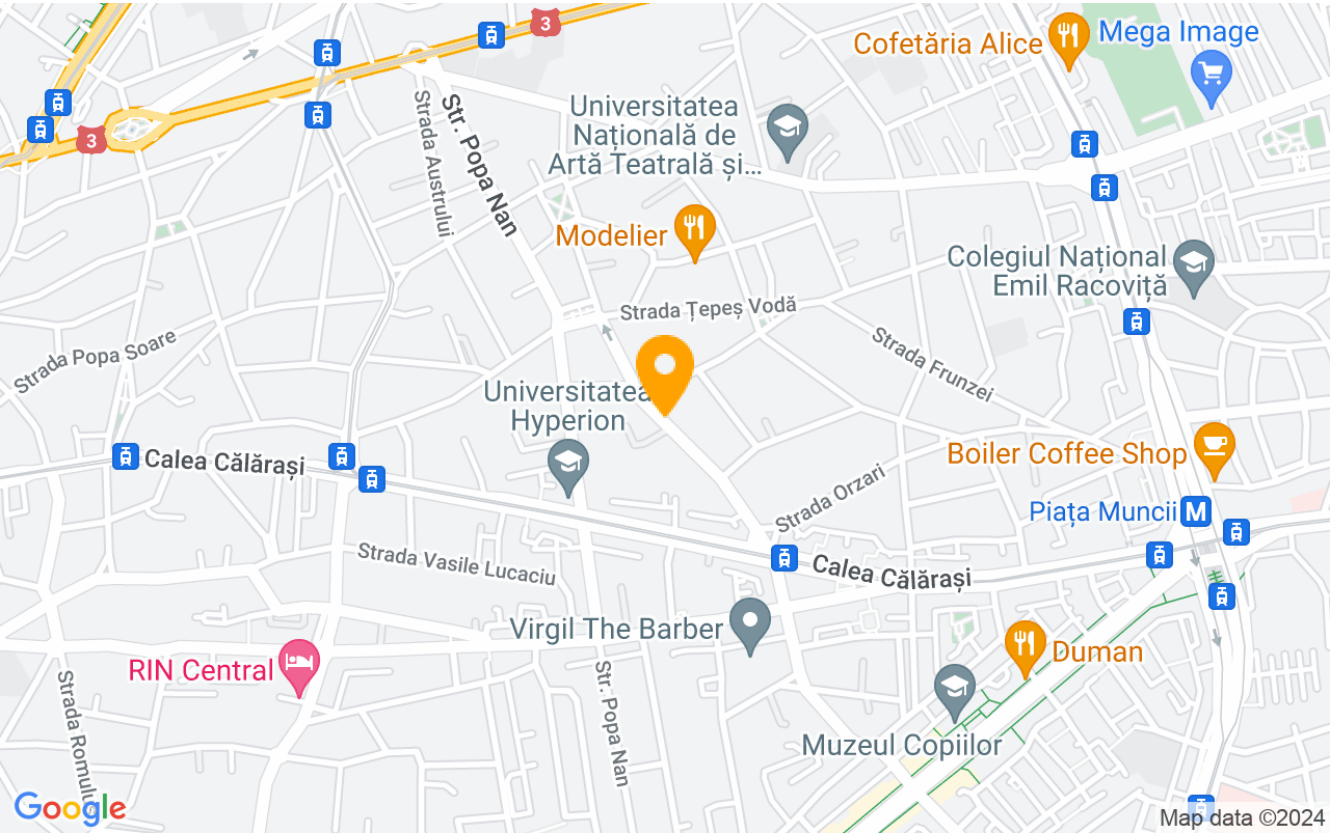 3
Cofetăria Alice
Mega Image
Universitatea
Națională de
Artă Teatrală și...
3
Strada Austrului
Str. Popa Nan
Modelier
Colegiul Național
Emil Racoviță
Strada Țepeș Vodă
Strada Popa Soare
Strada Frunzei
Universitatea
Hyperion
Calea Călărași
Boiler Coffee Shop
Strada Orzari
Piața Muncii M
Strada Vasile Lucaciu
Calea Călărași
Virgil The Barber
RIN Central
Duman
Strada Romulus
Str. Popa Nan
Muzeul Copiilor
Google
Map data ©2024